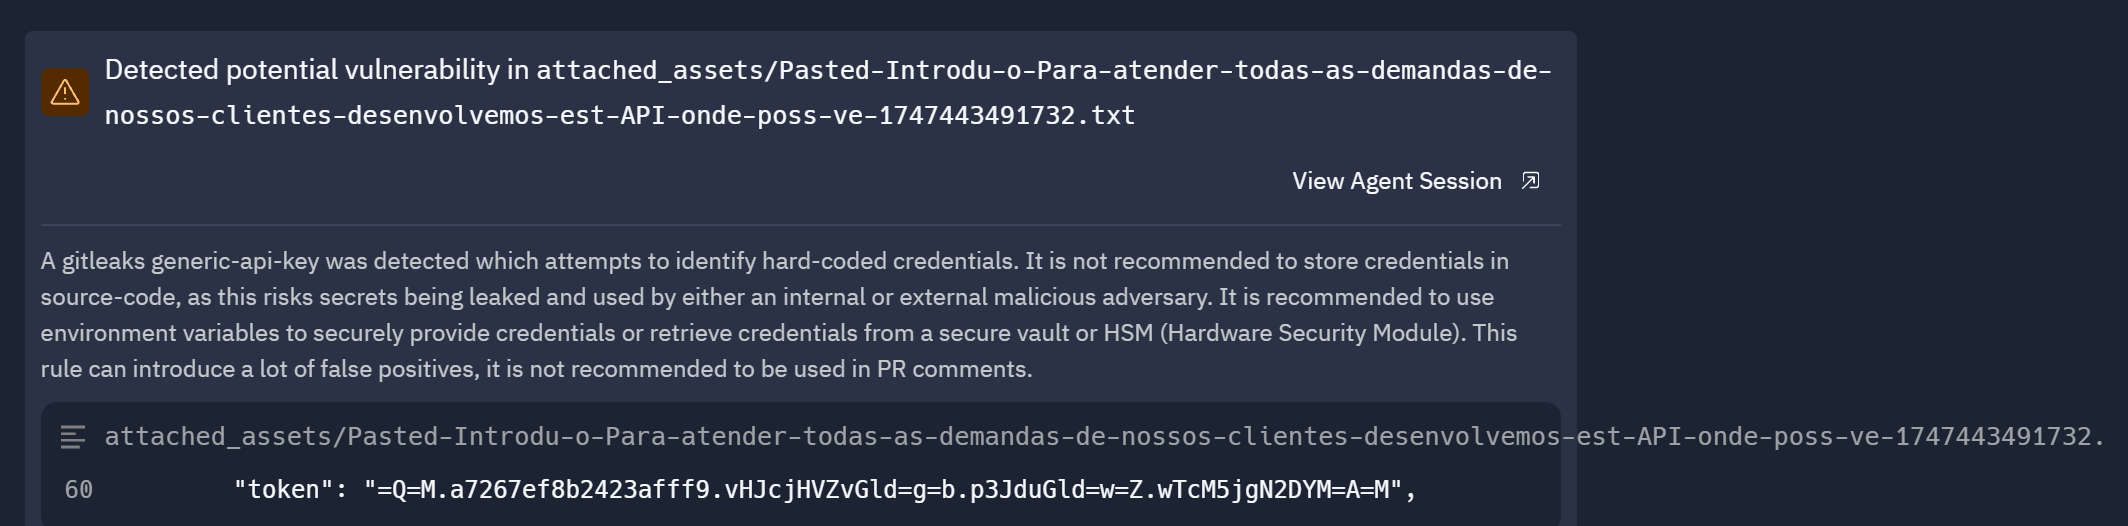 Detected potential vulnerability in attached_assets/Pasted-Introdu-o-Para-atender-todas-as-demandas-de-
nossos-clientes-desenvolvemos-est-API-onde-poss-ve-1747443491732.txt
View Agent Session
A gitleaks generic-api-key was detected which attempts to identify hard-coded credentials. It is not recommended to store credentials in
source-code, as this risks secrets being leaked and used by either an internal or external malicious adversary. It is recommended to use
environment variables to securely provide credentials or retrieve credentials from a secure vault or HSM (Hardware Security Module). This
rule can introduce a lot of false positives, it is not recommended to be used in PR comments.
attached_assets/Pasted-Introdu-o-Para-atender-todas-as-demandas-de-nossos-clientes-desenvolvemos-est-API-onde-poss-ve-1747443491732.
60 "token": "=Q=M.a7267ef8b2423afff9.vHJcjHVZvGld=g=b.p3JduGld=w=Z.wTcM5jgN2DYM=A=M",